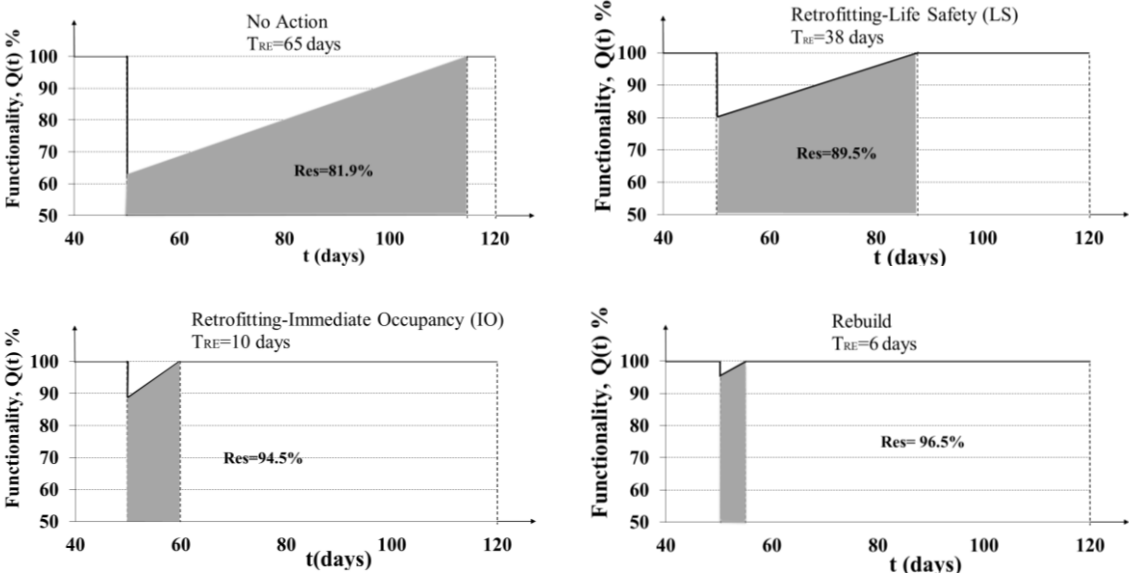 No Action
TRE=65 days
Functionality, Q(t) %
100
90
80
70
60
50
Res=81.9%
40
60
80
100
120
t (days)
Retrofitting-Life Safety (LS)
TRE=38 days
Functionality, Q(t) %
100
90
80
70
60
50
Res=89.5%
40
60
80
100
120
t (days)
Retrofitting-Immediate Occupancy (IO)
TRE=10 days
Functionality, Q(t) %
100
90
80
70
60
50
Res=94.5%
40
60
120
t(days)
Rebuild
TRE=6 days
Functionality, Q(t) %
100
90
80
70
60
50
Res= 96.5%
40
60
80
100
120
t (days)